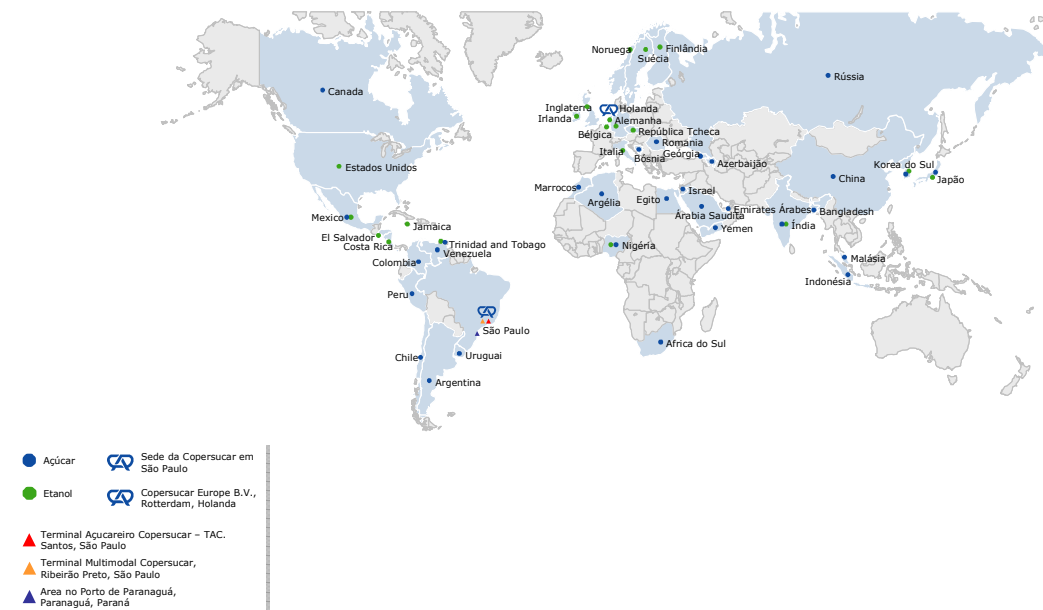 Noruega
Finlândia
Suécia
Rússia
Canada
Inglaterra
Holanda
Irlanda
Alemanha
Bélgica
República Tcheca
Romania
Italia
Bósnia
Geórgia
Azerbaijão
Estados Unidos
Korea do Sul
China
Japão
Marrocos
Argélia
Egito
Israel
Emirates Árabes
Bangladesh
Arábia Saudita
Mexico
Jamaica
Yemen
Índia
El Salvador
Costa Rica
Trinidad and Tobago
Venezuela
Nigéria
Colombia
Malásia
Indonésia
Peru
São Paulo
Africa do Sul
Chile
Uruguai
Argentina
Açúcar
Sede da Copersucar em
São Paulo
Etanol
Copersucar Europe B.V.,
Rotterdam, Holanda
Terminal Açucareiro Copersucar – TAC.
Santos, São Paulo
Terminal Multimodal Copersucar,
Ribeirão Preto, São Paulo
Area no Porto de Paranaguá,
Paranaguá, Paraná